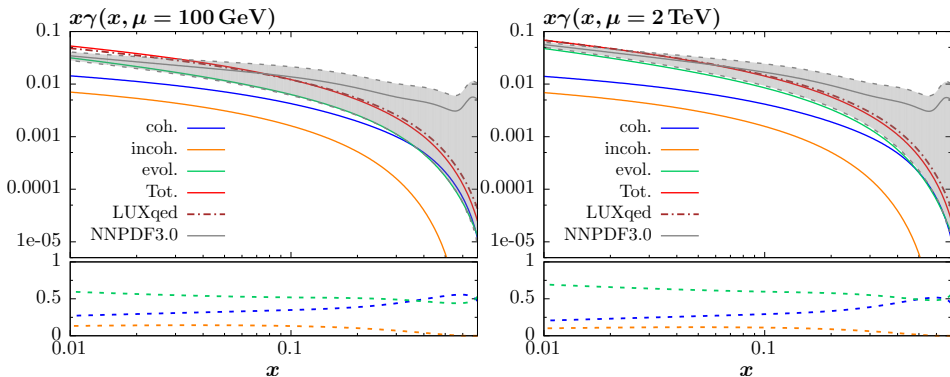 xγ(x, μ = 100 GeV)
0.1
0.01
0.001
0.0001
1e-05
coh.
incoh.
evol.
Tot.
LUXqed
NNPDF3.0
1
0.5
0
0.01
0.1
x
xγ(x, μ = 2 TeV)
0.1
0.01
0.001
0.0001
1e-05
coh.
incoh.
evol.
Tot.
LUXqed
NNPDF3.0
1
0.5
0
0.01
0.1
x